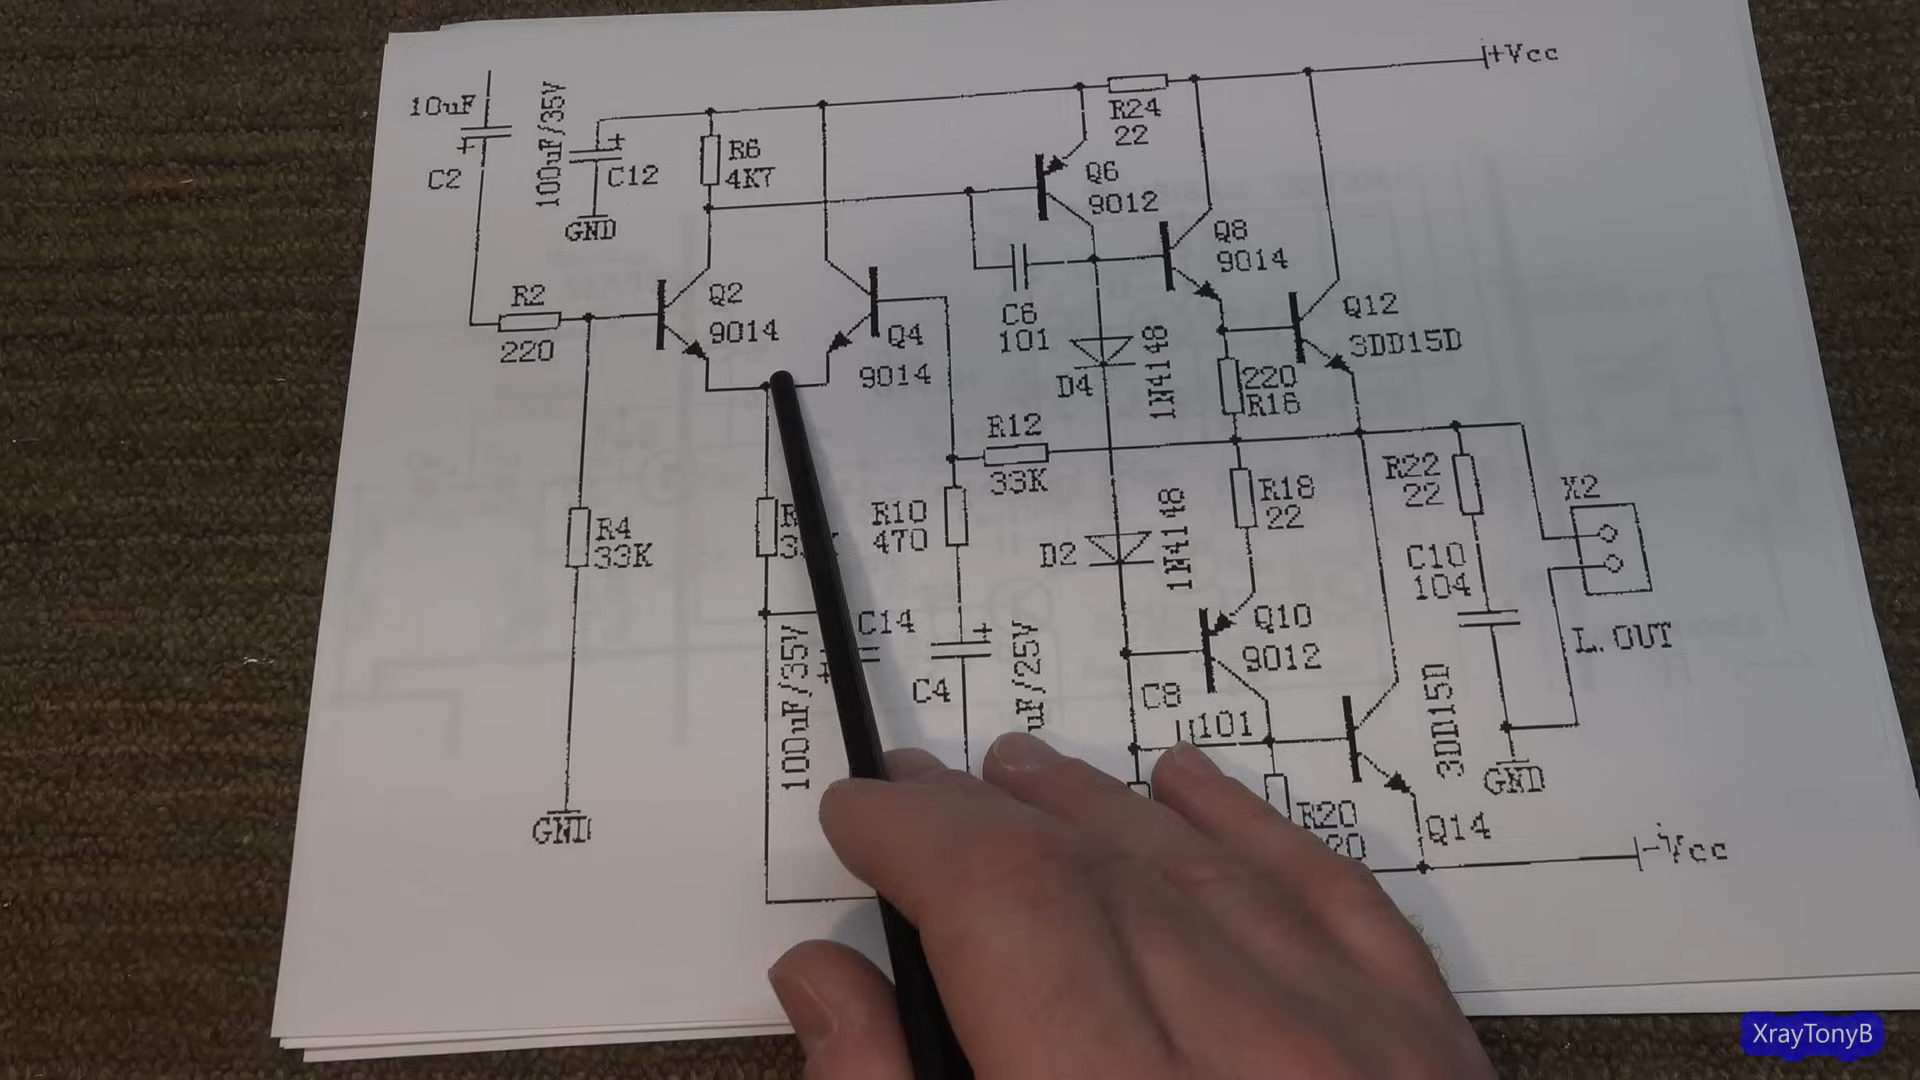 +Vcc
10uF
C2
100uF/35V
C12
GND
R6
4K7
R24
22
Q6
9012
Q8
9014
R2
220
Q2
9014
Q4
9014
C6
101
D4
1N4148
Q12
3DD15D
220
R16
R12
33K
R4
33K
R10
470
D2
1N4148
R18
22
R22
22
X2
C10
104
L.OUT
Q10
9012
C14
100uF/35V
C4
uF/25V
C8
101
3DD15D
GND
R20
Q14
-Vcc
GND
XrayTonyB